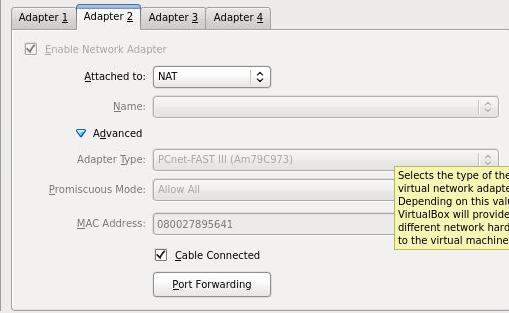 Adapter 1 Adapter 2 Adapter 3 Adapter 4
Enable Network Adapter
Attached to: NAT
Name:
Advanced
Adapter Type: PCnet-FAST III (Am79C973)
Promiscuous Mode: Allow All
MAC Address: 080027895641
Cable Connected
Port Forwarding
Selects the type of the
virtual network adapte
Depending on this valu
VirtualBox will provide
different network hard
to the virtual machine